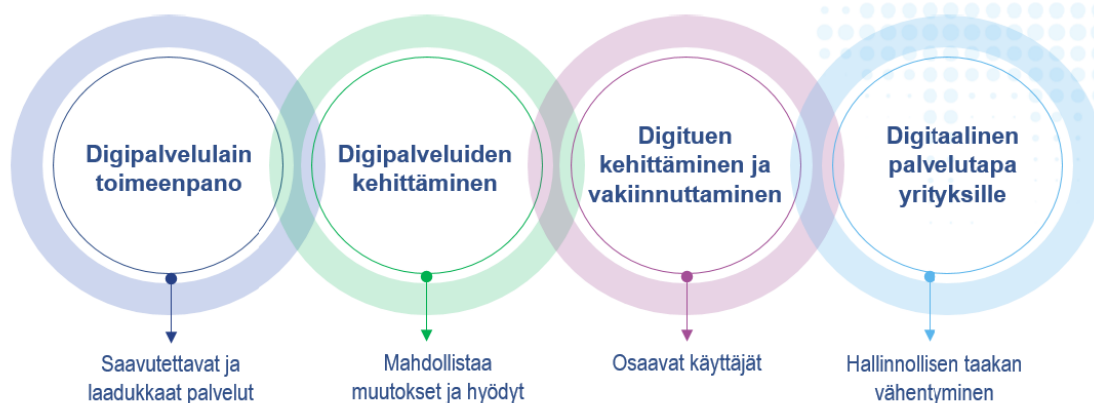 Digipalvelulain
toimeenpano
Digipalveluiden
kehittäminen
Digituen
kehittäminen ja
vakiinnuttaminen
Digitaalinen
palvelutapa
yrityksille
Saavutettavat ja
laadukkaat palvelut
Mahdollistaa
muutokset ja hyödyt
Osaavat käyttäjät
Hallinnollisen taakan
vähentyminen